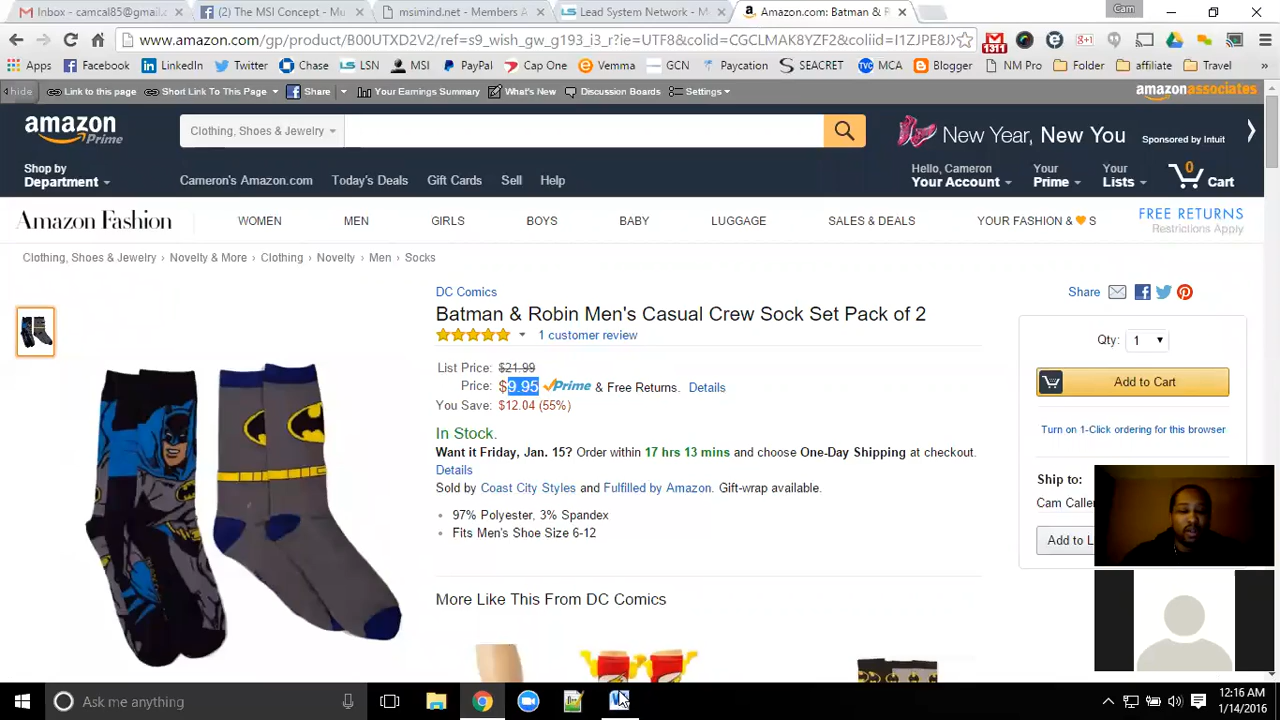 Inbox - camcal85@gmail.c
(2) The MSI Concept - Mu
msimind.net - Members A
Lead System Network - M
Amazon.com: Batman & R
Cam
www.amazon.com/gp/product/B00UTXD2V2/ref=s9_wish_gw_g193_i3_r?ie=UTF8&colid=CGCLMAK8YZF2&coliid=I1ZJPE8J
1311
Apps Facebook LinkedIn Twitter Chase LSN MSI PayPal Cap One Vemma GCN Paycation SEACRET MCA Blogger NM Pro Folder affiliate Travel
hide Link to this page Short Link To This Page Share Your Earnings Summary What's New Discussion Boards Settings amazonassociates
amazon Prime
Clothing, Shoes & Jewelry
New Year, New You Sponsored by Intuit
Shop by Department
Cameron's Amazon.com Today's Deals Gift Cards Sell Help
Hello, Cameron Your Account
Your Prime
Your Lists
0 Cart
Amazon Fashion WOMEN MEN GIRLS BOYS BABY LUGGAGE SALES & DEALS YOUR FASHION & S
FREE RETURNS
Restrictions Apply
Clothing, Shoes & Jewelry › Novelty & More › Clothing › Novelty › Men › Socks
DC Comics
Batman & Robin Men's Casual Crew Sock Set Pack of 2
1 customer review
List Price: $21.99
Price: $9.95 Prime & Free Returns. Details
You Save: $12.04 (55%)
In Stock.
Want it Friday, Jan. 15? Order within 17 hrs 13 mins and choose One-Day Shipping at checkout.
Details
Sold by Coast City Styles and Fulfilled by Amazon. Gift-wrap available.
• 97% Polyester, 3% Spandex
• Fits Men's Shoe Size 6-12
More Like This From DC Comics
Share
Qty: 1
Add to Cart
Turn on 1-Click ordering for this browser
Ship to:
Cam Caller
Add to L
Ask me anything
12:16 AM
1/14/2016